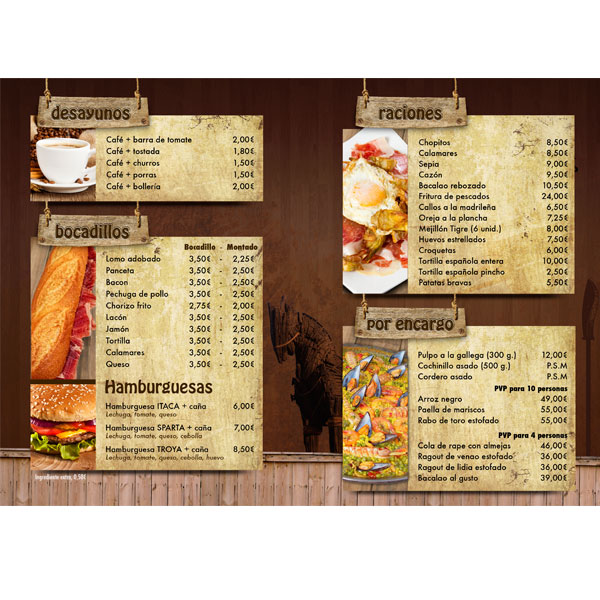 desayunos
Café + barra de tomate 2,00€
Café + tostada 1,80€
Café + churros 1,50€
Café + porras 1,50€
Café + bollería 2,00€
bocadillos
Bocadillo - Montado
Lomo adobado 3,50€ - 2,25€
Panceta 3,50€ - 2,50€
Bacon 3,50€ - 2,50€
Pechuga de pollo 3,50€ - 2,50€
Chorizo frito 2,75€ - 2,00€
Lacón 3,50€ - 2,50€
Jamón 3,50€ - 2,50€
Tortilla 3,50€ - 2,50€
Calamares 3,50€ - 2,50€
Queso 3,50€ - 2,50€
Hamburguesas
Hamburguesa ITACA + caña 6,00€
Lechuga, tomate, queso
Hamburguesa SPARTA + caña 7,00€
Lechuga, tomate, queso, cebolla
Hamburguesa TROYA + caña 8,50€
Lechuga, tomate, queso, cebolla, huevo
Ingrediente extra, 0,50€
raciones
Chopitos 8,50€
Calamares 8,50€
Sepia 9,00€
Cazón 9,50€
Bacalao rebozado 10,50€
Fritura de pescados 24,00€
Callos a la madrileña 6,50€
Oreja a la plancha 7,25€
Mejillón Tigre (6 unid.) 8,00€
Huevos estrellados 7,50€
Croquetas 6,00€
Tortilla española entera 10,00€
Tortilla española pincho 2,50€
Patatas bravas 5,50€
por encargo
Pulpo a la gallega (300 g.) 12,00€
Cochinillo asado (500 g.) P.S.M
Cordero asado P.S.M
PVP para 10 personas
Arroz negro 49,00€
Paella de mariscos 55,00€
Rabo de toro estofado 55,00€
PVP para 4 personas
Cola de rape con almejas 46,00€
Ragout de venao estofado 36,00€
Ragout de lidia estofado 36,00€
Bacalao al gusto 39,00€